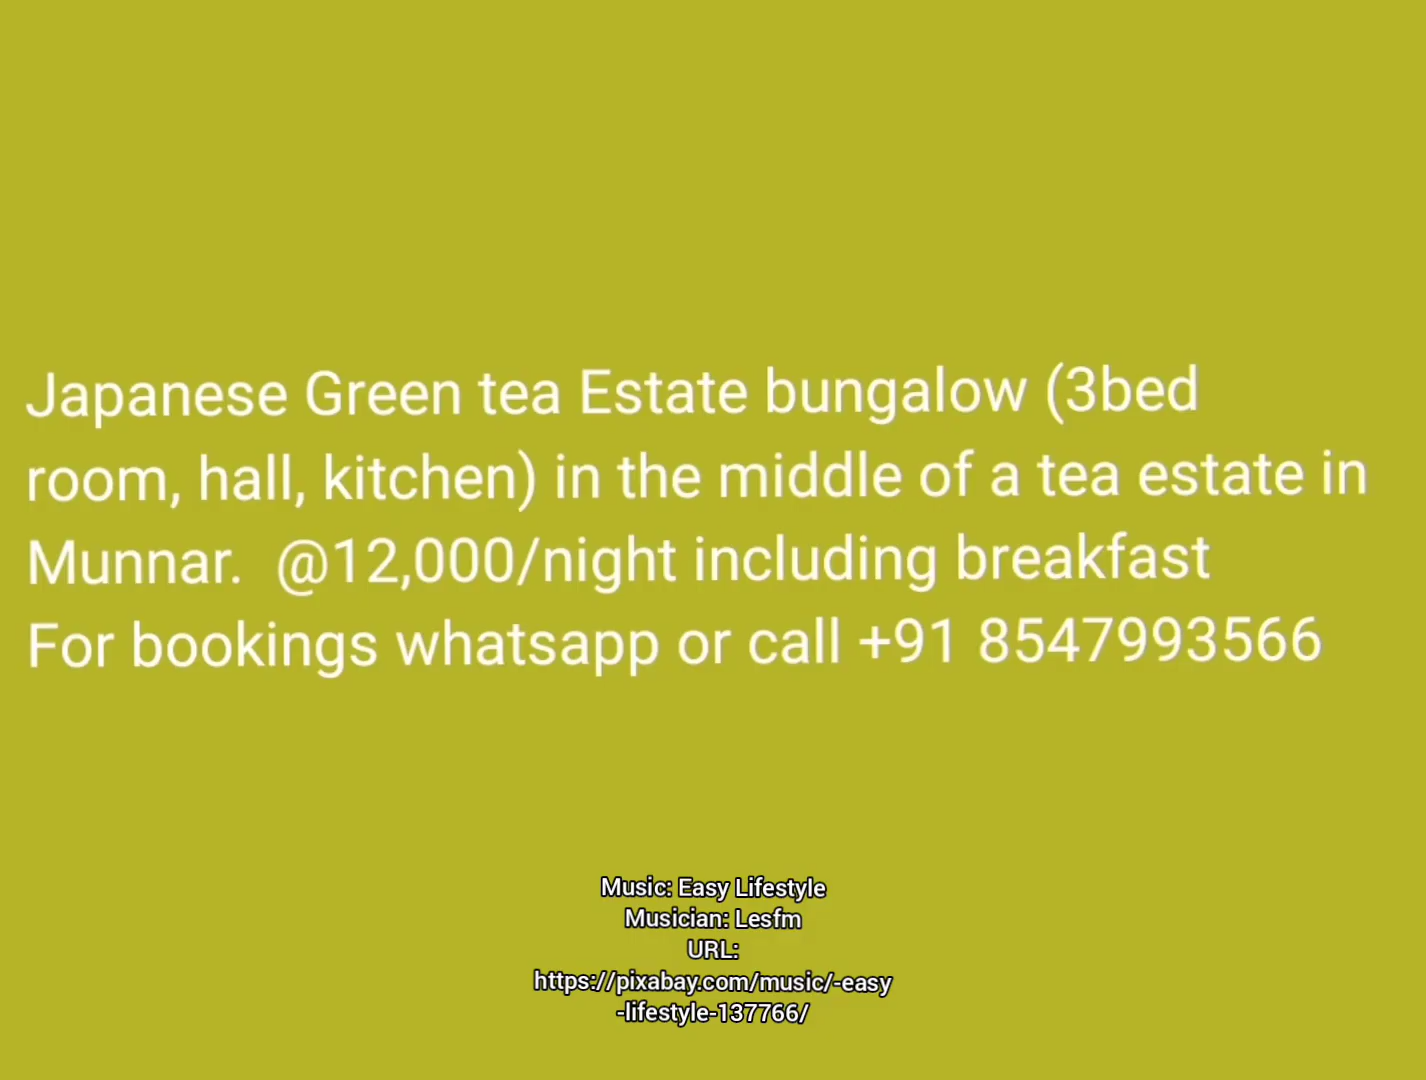 Japanese Green tea Estate bungalow (3bed
room, hall, kitchen) in the middle of a tea estate in
Munnar.  @12,000/night including breakfast
For bookings whatsapp or call +91 8547993566
Music: Easy Lifestyle
Musician: Lesfm
URL:
https://pixabay.com/music/-easy
-lifestyle-137766/